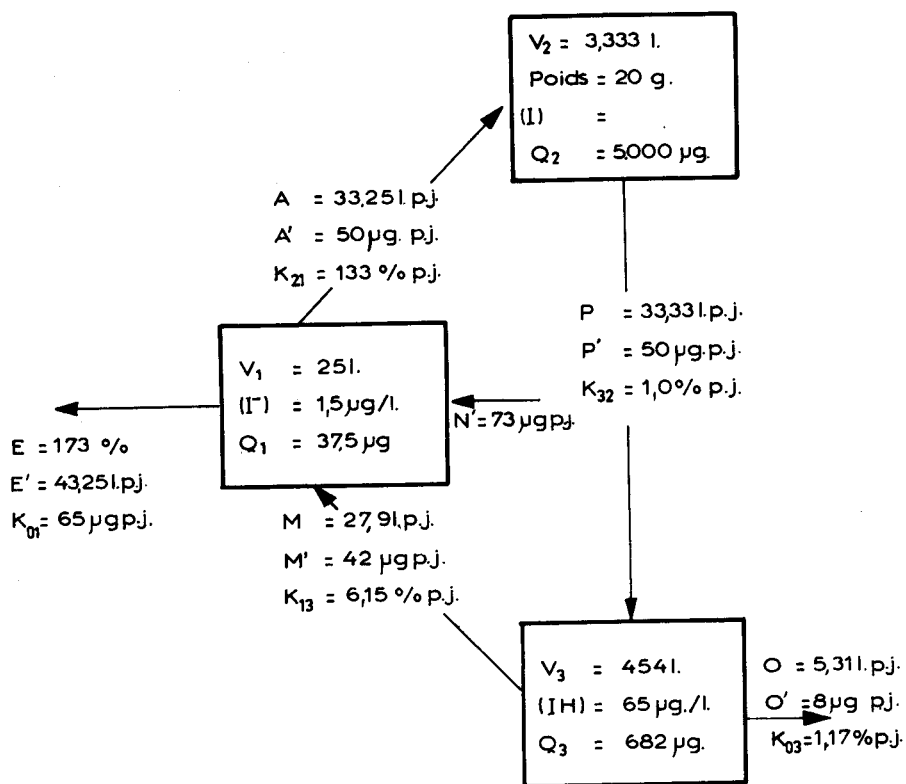 V₂ = 3,333 l.
Poids = 20 g.
(I) =
Q₂ = 5.000 µg.
A = 33,25 l. p.j.
A' = 50 µg. p.j.
K₂₁ = 133 % p.j.
P = 33,33 l. p.j.
P' = 50 µg. p.j.
K₃₂ = 1,0 % p.j.
V₁ = 25 l.
(I⁻) = 1,5 µg/l.
Q₁ = 37,5 µg
N' = 73 µg p.j.
E = 173 %
E' = 43,25 l. p.j.
K₀₁ = 65 µg p.j.
M = 27,9 l. p.j.
M' = 42 µg p.j.
K₁₃ = 6,15 % p.j.
V₃ = 454 l.
(IH) = 65 µg./l.
Q₃ = 682 µg.
O = 5,31 l. p.j.
O' = 8 µg p.j.
K₀₃ = 1,17 % p.j.